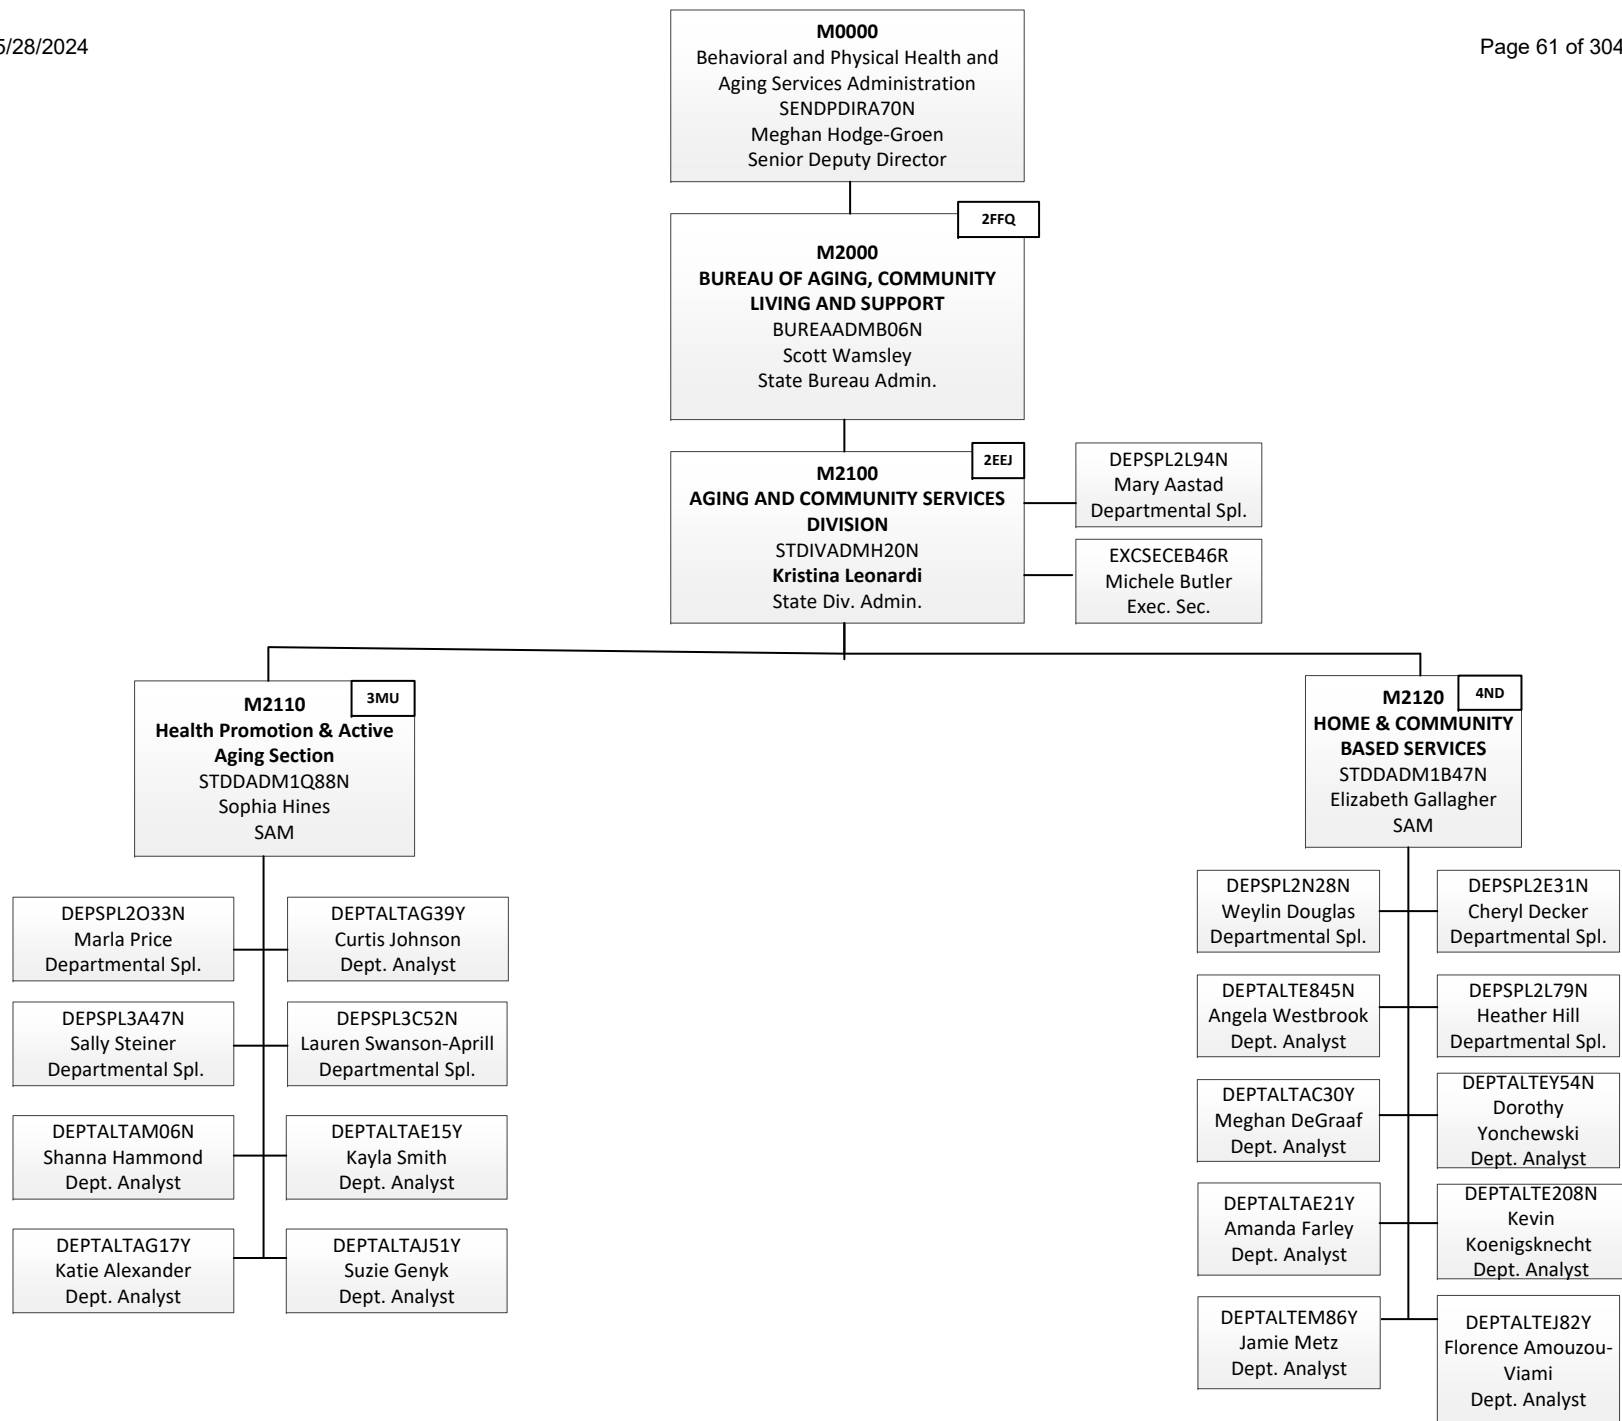 5/28/2024
Page 61 of 304
M0000
Behavioral and Physical Health and
Aging Services Administration
SENDPDIRA70N
Meghan Hodge-Groen
Senior Deputy Director
2FFQ
M2000
BUREAU OF AGING, COMMUNITY
LIVING AND SUPPORT
BUREAADMB06N
Scott Wamsley
State Bureau Admin.
2EEJ
M2100
AGING AND COMMUNITY SERVICES
DIVISION
STDIVADMH20N
Kristina Leonardi
State Div. Admin.
DEPSPL2L94N
Mary Aastad
Departmental Spl.
EXCSECEB46R
Michele Butler
Exec. Sec.
M2110
3MU
Health Promotion & Active
Aging Section
STDDADM1Q88N
Sophia Hines
SAM
DEPSPL2O33N
Marla Price
Departmental Spl.
DEPTALTAG39Y
Curtis Johnson
Dept. Analyst
DEPSPL3A47N
Sally Steiner
Departmental Spl.
DEPSPL3C52N
Lauren Swanson-Aprill
Departmental Spl.
DEPTALTAM06N
Shanna Hammond
Dept. Analyst
DEPTALTAE15Y
Kayla Smith
Dept. Analyst
DEPTALTAG17Y
Katie Alexander
Dept. Analyst
DEPTALTAJ51Y
Suzie Genyk
Dept. Analyst
M2120
4ND
HOME & COMMUNITY
BASED SERVICES
STDDADM1B47N
Elizabeth Gallagher
SAM
DEPSPL2N28N
Weylin Douglas
Departmental Spl.
DEPSPL2E31N
Cheryl Decker
Departmental Spl.
DEPTALTE845N
Angela Westbrook
Dept. Analyst
DEPSPL2L79N
Heather Hill
Departmental Spl.
DEPTALTAC30Y
Meghan DeGraaf
Dept. Analyst
DEPTALTEY54N
Dorothy
Yonchewski
Dept. Analyst
DEPTALTAE21Y
Amanda Farley
Dept. Analyst
DEPTALTE208N
Kevin
Koenigsknecht
Dept. Analyst
DEPTALTEM86Y
Jamie Metz
Dept. Analyst
DEPTALTEJ82Y
Florence Amouzou-
Viami
Dept. Analyst